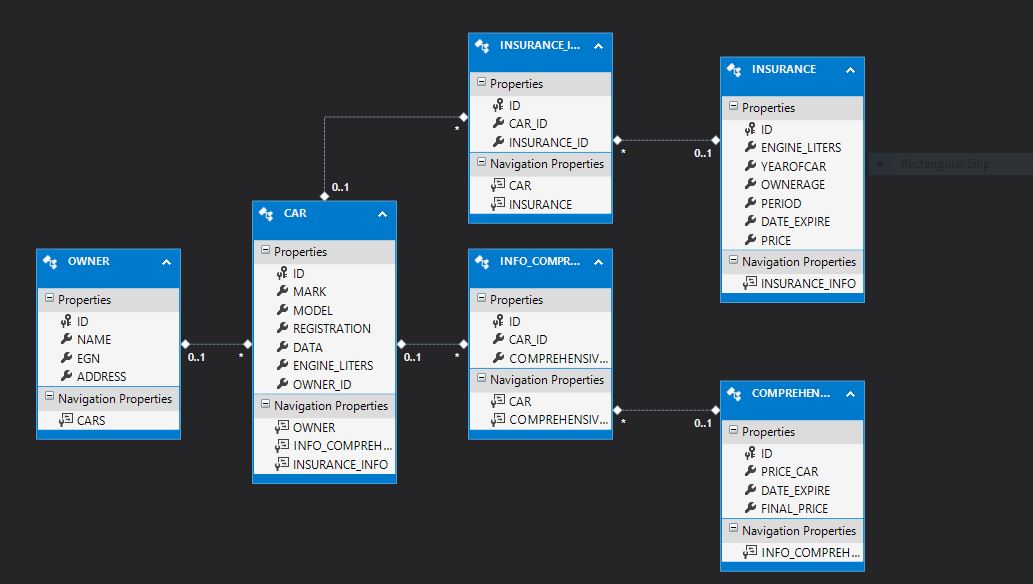 OWNER
Properties
ID
NAME
EGN
ADDRESS
Navigation Properties
CARS
0..1
*
CAR
Properties
ID
MARK
MODEL
REGISTRATION
DATA
ENGINE_LITERS
OWNER_ID
Navigation Properties
OWNER
INFO_COMPREH...
INSURANCE_INFO
0..1
*
0..1
*
INSURANCE_I...
Properties
ID
CAR_ID
INSURANCE_ID
Navigation Properties
CAR
INSURANCE
*
0..1
INSURANCE
Properties
ID
ENGINE_LITERS
YEAROFCAR
OWNERAGE
PERIOD
DATE_EXPIRE
PRICE
Navigation Properties
INSURANCE_INFO
Rectangular Snip
INFO_COMPR...
Properties
ID
CAR_ID
COMPREHENSIV...
Navigation Properties
CAR
COMPREHENSIV...
*
0..1
COMPREHEN...
Properties
ID
PRICE_CAR
DATE_EXPIRE
FINAL_PRICE
Navigation Properties
INFO_COMPREH...